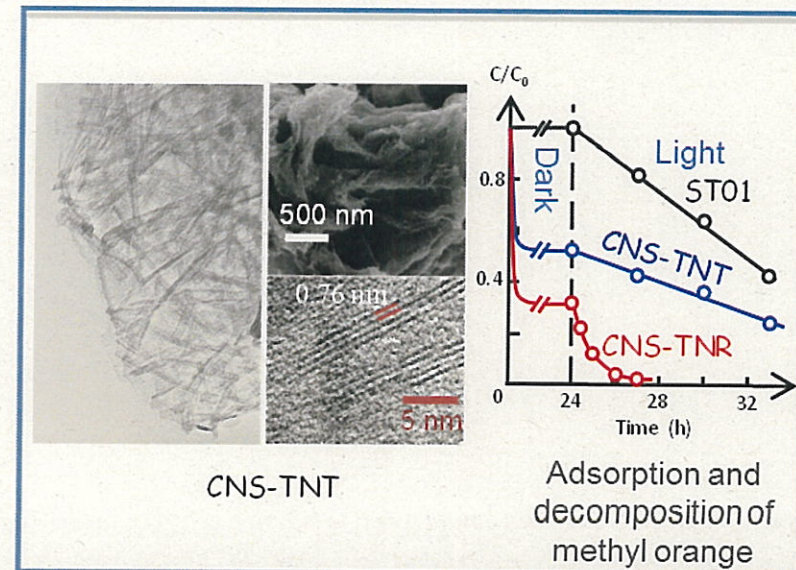 500 nm
0.76 nm
5 nm
CNS-TNT
C/C₀
0.8
0.4
0
Dark
Light
ST01
CNS-TNT
CNS-TNR
24
28
32
Time (h)
Adsorption and
decomposition of
methyl orange